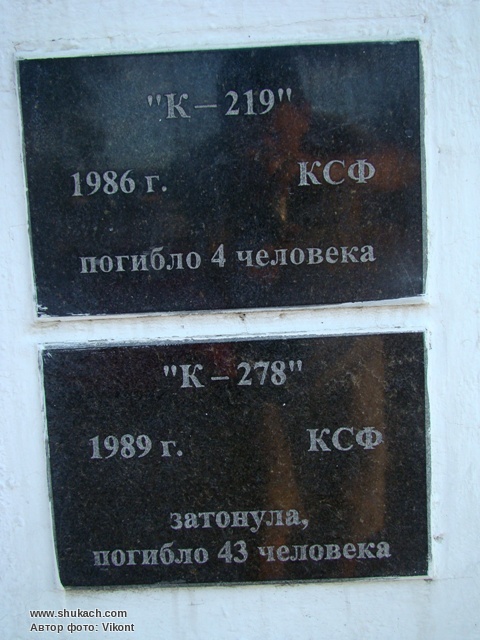 "К – 219"
1986 г. КСФ
погибло 4 человека
"К – 278"
1989 г. КСФ
затонула,
погибло 43 человека
www.shukach.com
Автор фото: Vikont